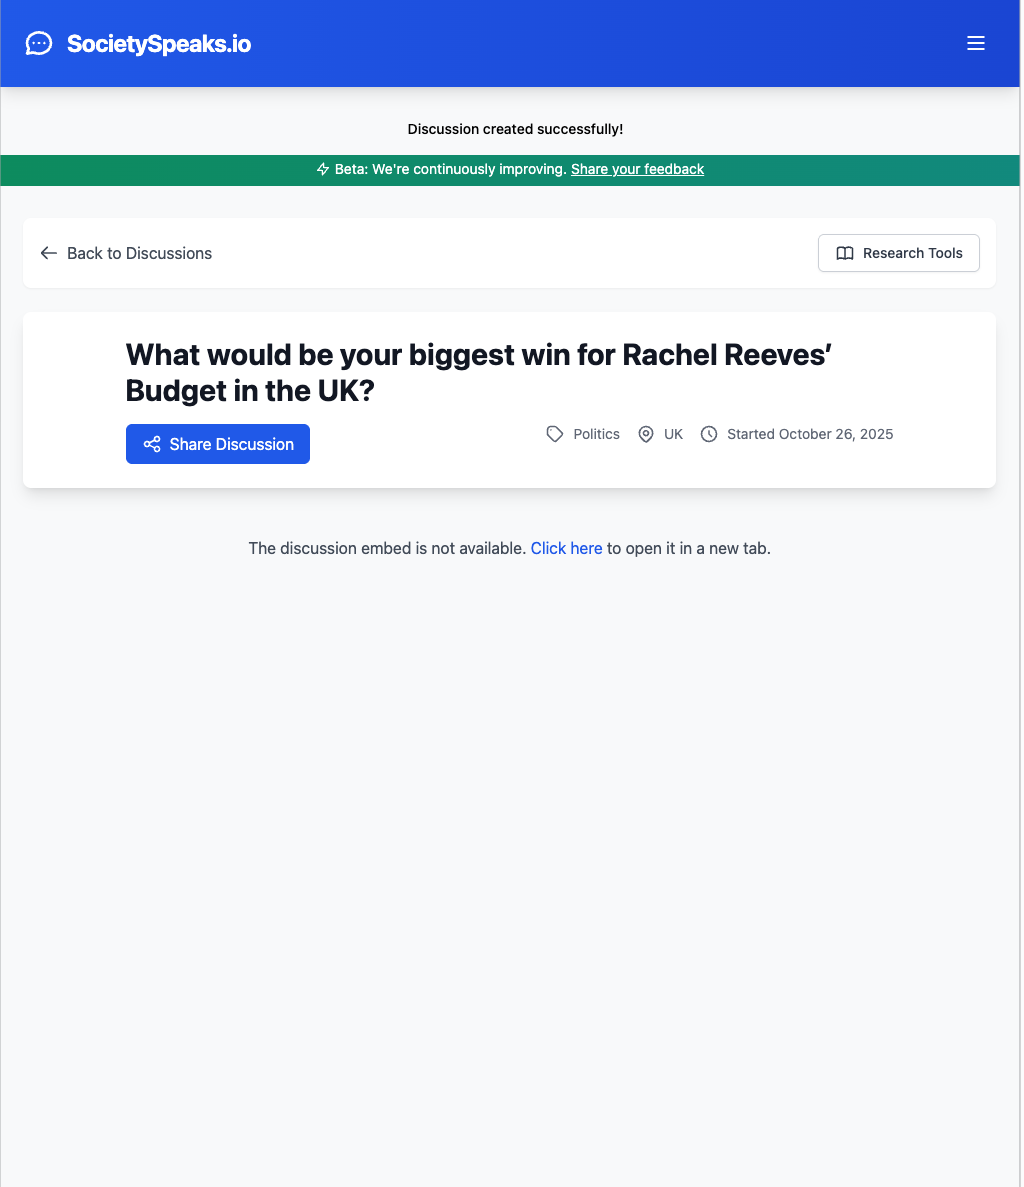 SocietySpeaks.io
Discussion created successfully!
Beta: We're continuously improving. Share your feedback
Back to Discussions
Research Tools
What would be your biggest win for Rachel Reeves’
Budget in the UK?
Share Discussion
Politics
UK
Started October 26, 2025
The discussion embed is not available. Click here to open it in a new tab.